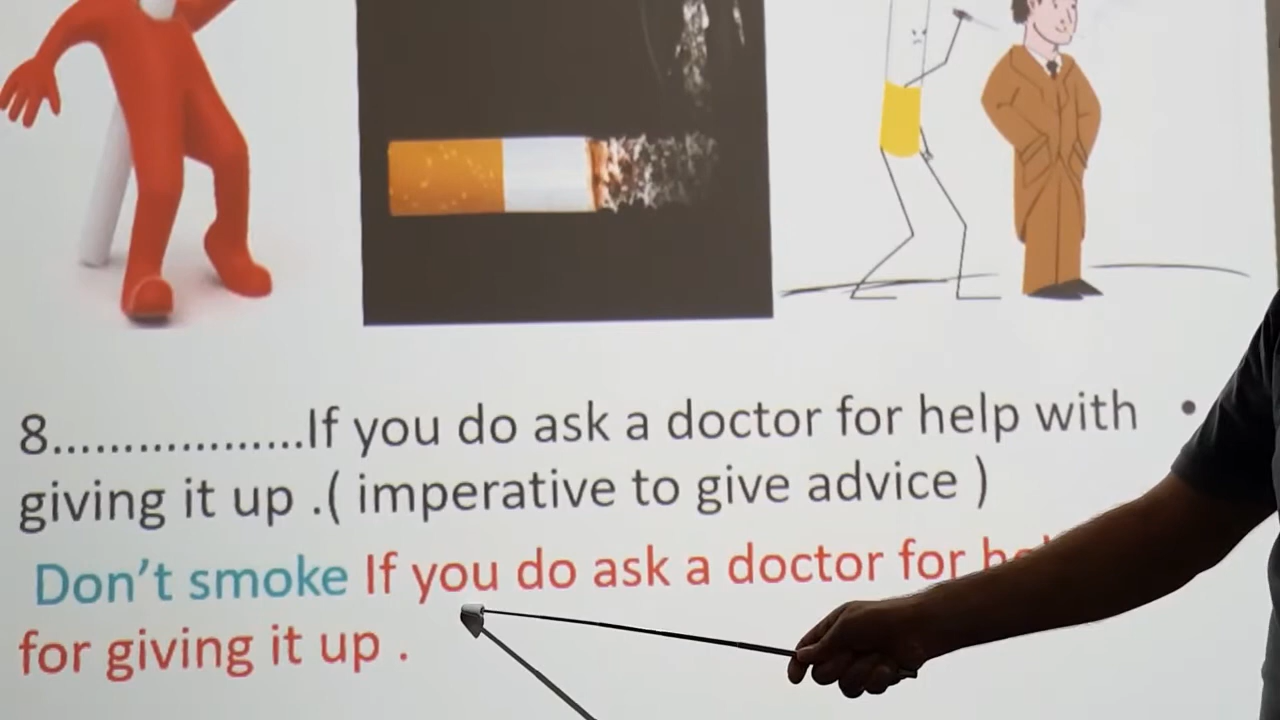 8..................If you do ask a doctor for help with •
giving it up .( imperative to give advice )
Don't smoke If you do ask a doctor for
for giving it up .